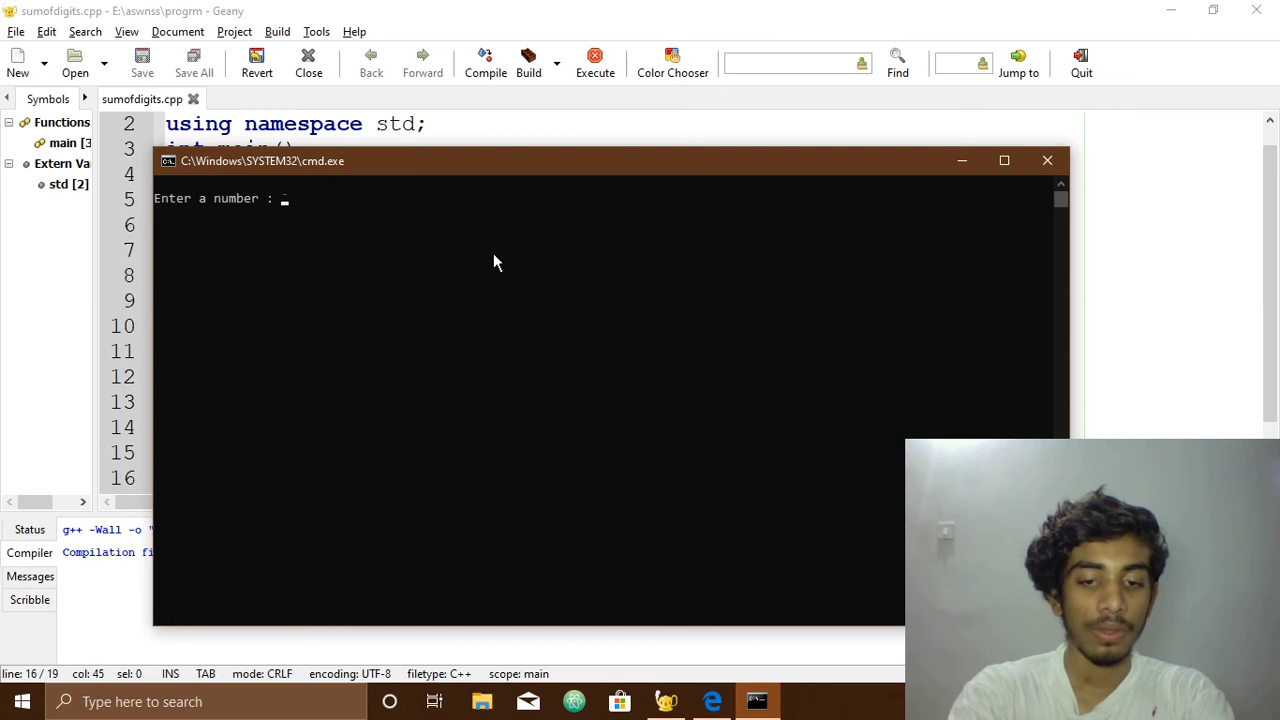 sumofdigits.cpp - E:\aswnss\progrm - Geany
File Edit Search View Document Project Build Tools Help
New Open Save Save All Revert Close Back Forward Compile Build Execute Color Chooser Find Jump to Quit
Symbols sumofdigits.cpp
Functions
main [3
Extern Va
std [2]
2 using namespace std;
3 int main()
4
5
6
7
8
9
10
11
12
13
14
15
16
C:\Windows\SYSTEM32\cmd.exe
Enter a number :
Status g++ -Wall -o "
Compiler Compilation fi
Messages
Scribble
line: 16 / 19 col: 45 sel: 0 INS TAB mode: CRLF encoding: UTF-8 filetype: C++ scope: main
Type here to search